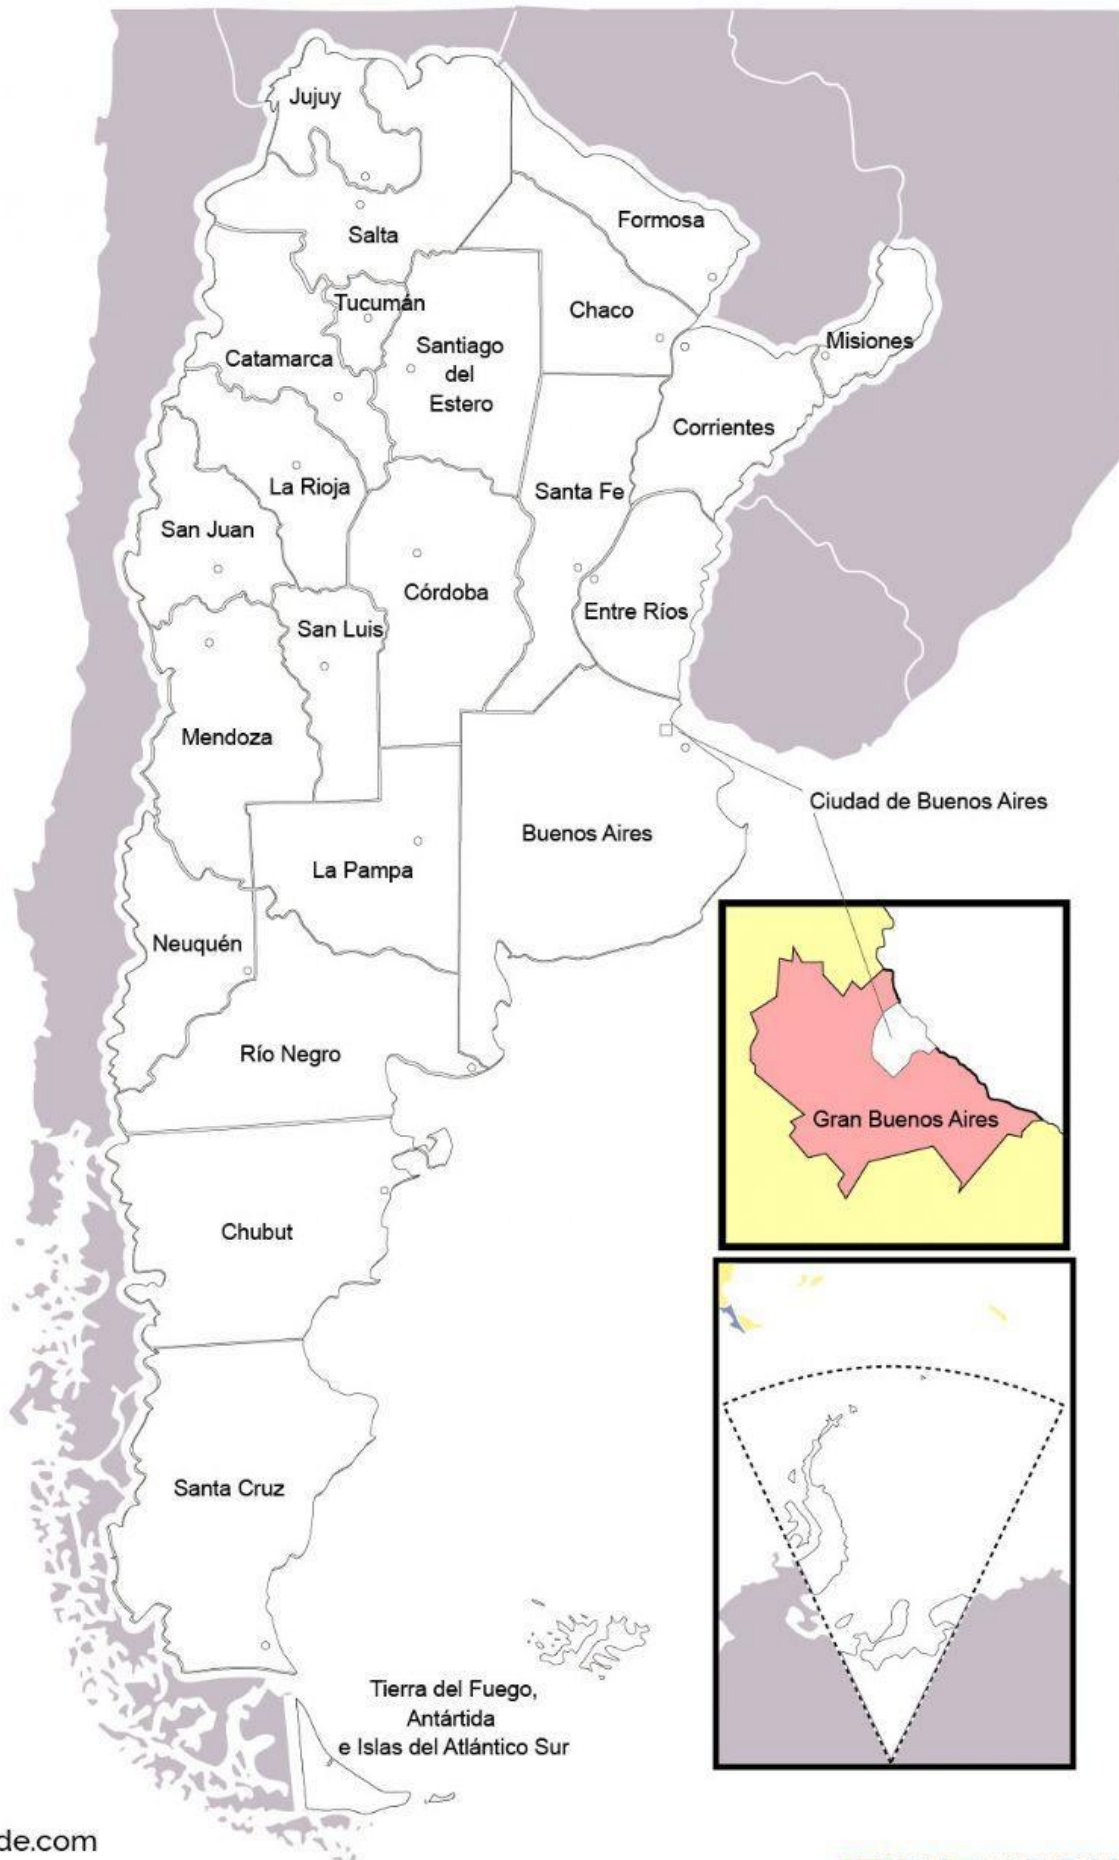 Jujuy
Formosa
Salta
Tucumán
Chaco
Misiones
Santiago
del
Estero
Catamarca
Corrientes
La Rioja
Santa Fe
San Juan
Córdoba
Entre Ríos
San Luis
Mendoza
Ciudad de Buenos Aires
Buenos Aires
La Pampa
Neuquén
Río Negro
Gran Buenos Aires
Chubut
Santa Cruz
Tierra del Fuego,
Antártida
e Islas del Atlántico Sur
de.com